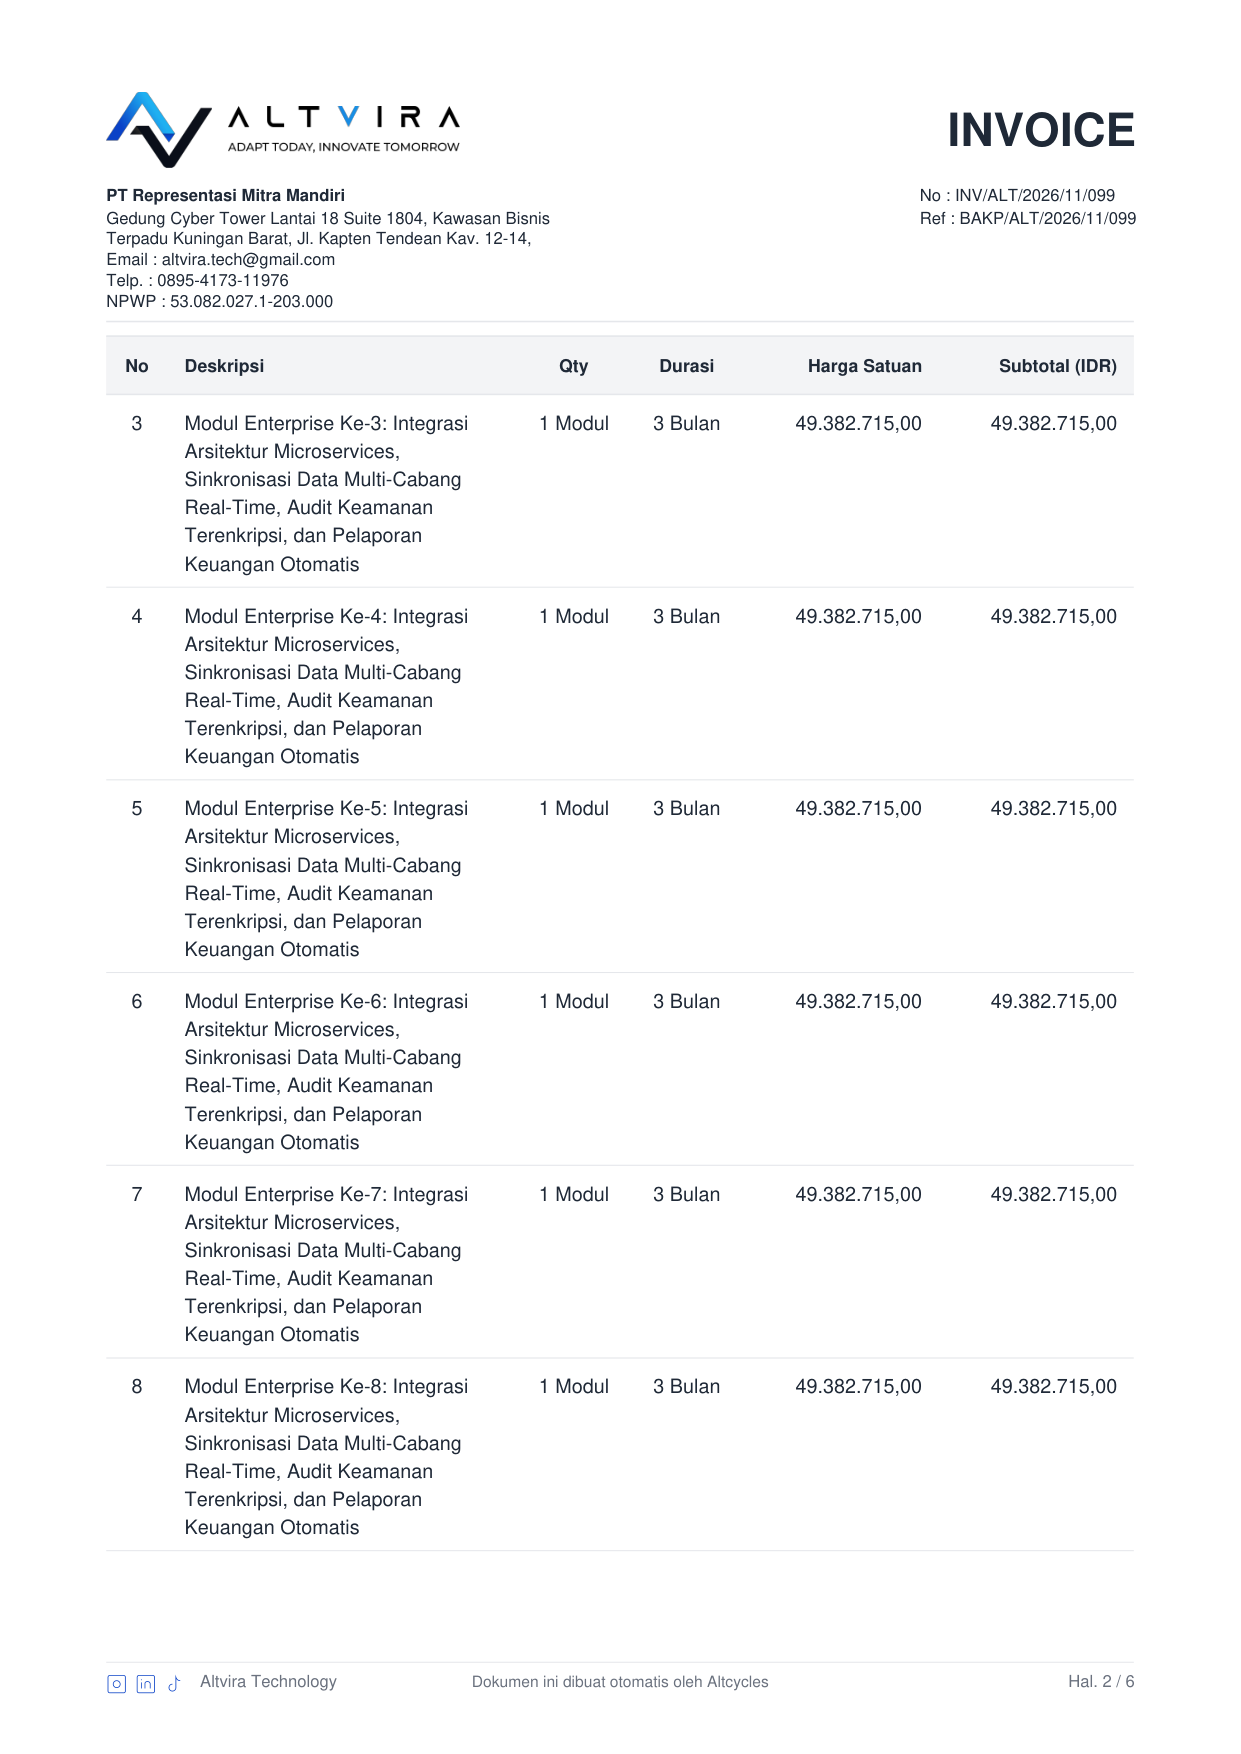 ALTVIRA
ADAPT TODAY, INNOVATE TOMORROW
INVOICE
PT Representasi Mitra Mandiri
Gedung Cyber Tower Lantai 18 Suite 1804, Kawasan Bisnis
Terpadu Kuningan Barat, Jl. Kapten Tendean Kav. 12-14,
Email : altvira.tech@gmail.com
Telp. : 0895-4173-11976
NPWP : 53.082.027.1-203.000
No : INV/ALT/2026/11/099
Ref : BAKP/ALT/2026/11/099
No Deskripsi Qty Durasi Harga Satuan Subtotal (IDR)
3 Modul Enterprise Ke-3: Integrasi 1 Modul 3 Bulan 49.382.715,00 49.382.715,00
Arsitektur Microservices,
Sinkronisasi Data Multi-Cabang
Real-Time, Audit Keamanan
Terenkripsi, dan Pelaporan
Keuangan Otomatis
4 Modul Enterprise Ke-4: Integrasi 1 Modul 3 Bulan 49.382.715,00 49.382.715,00
Arsitektur Microservices,
Sinkronisasi Data Multi-Cabang
Real-Time, Audit Keamanan
Terenkripsi, dan Pelaporan
Keuangan Otomatis
5 Modul Enterprise Ke-5: Integrasi 1 Modul 3 Bulan 49.382.715,00 49.382.715,00
Arsitektur Microservices,
Sinkronisasi Data Multi-Cabang
Real-Time, Audit Keamanan
Terenkripsi, dan Pelaporan
Keuangan Otomatis
6 Modul Enterprise Ke-6: Integrasi 1 Modul 3 Bulan 49.382.715,00 49.382.715,00
Arsitektur Microservices,
Sinkronisasi Data Multi-Cabang
Real-Time, Audit Keamanan
Terenkripsi, dan Pelaporan
Keuangan Otomatis
7 Modul Enterprise Ke-7: Integrasi 1 Modul 3 Bulan 49.382.715,00 49.382.715,00
Arsitektur Microservices,
Sinkronisasi Data Multi-Cabang
Real-Time, Audit Keamanan
Terenkripsi, dan Pelaporan
Keuangan Otomatis
8 Modul Enterprise Ke-8: Integrasi 1 Modul 3 Bulan 49.382.715,00 49.382.715,00
Arsitektur Microservices,
Sinkronisasi Data Multi-Cabang
Real-Time, Audit Keamanan
Terenkripsi, dan Pelaporan
Keuangan Otomatis
Altvira Technology Dokumen ini dibuat otomatis oleh Altcycles Hal. 2 / 6